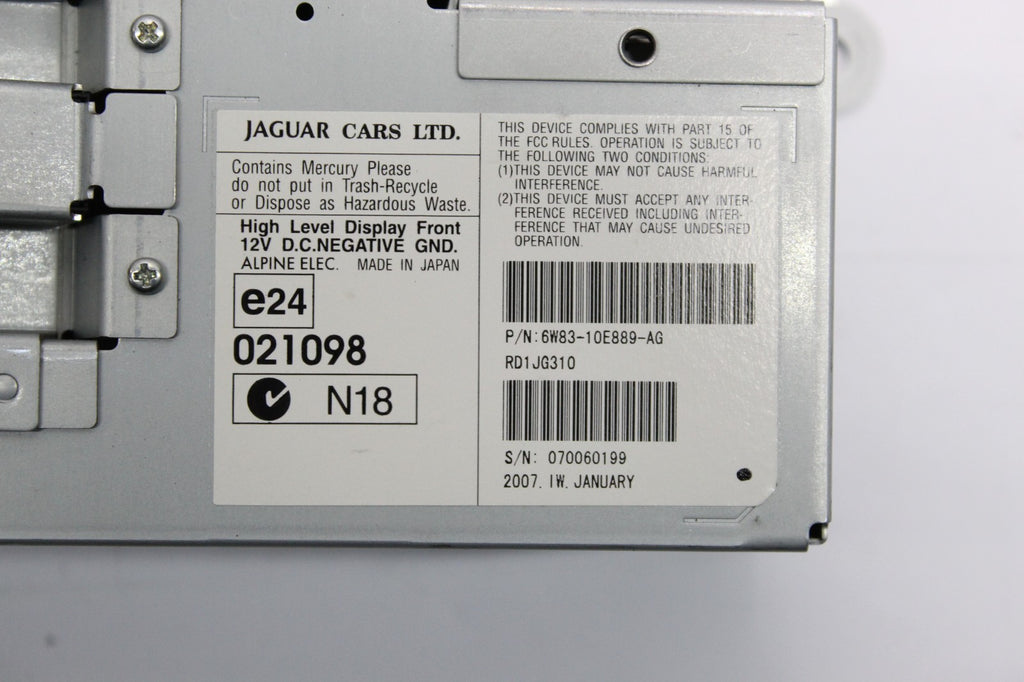 JAGUAR CARS LTD.
Contains Mercury Please
do not put in Trash-Recycle
or Dispose as Hazardous Waste.
High Level Display Front
12V D.C.NEGATIVE GND.
ALPINE ELEC. MADE IN JAPAN
e24
021098
N18
THIS DEVICE COMPLIES WITH PART 15 OF
THE FCC RULES. OPERATION IS SUBJECT TO
THE FOLLOWING TWO CONDITIONS:
(1)THIS DEVICE MAY NOT CAUSE HARMFUL
INTERFERENCE.
(2)THIS DEVICE MUST ACCEPT ANY INTER-
FERENCE RECEIVED INCLUDING INTER-
FERENCE THAT MAY CAUSE UNDESIRED
OPERATION.
P/N:6W83-10E889-AG
RD1JG310
S/N: 070060199
2007. 1W. JANUARY